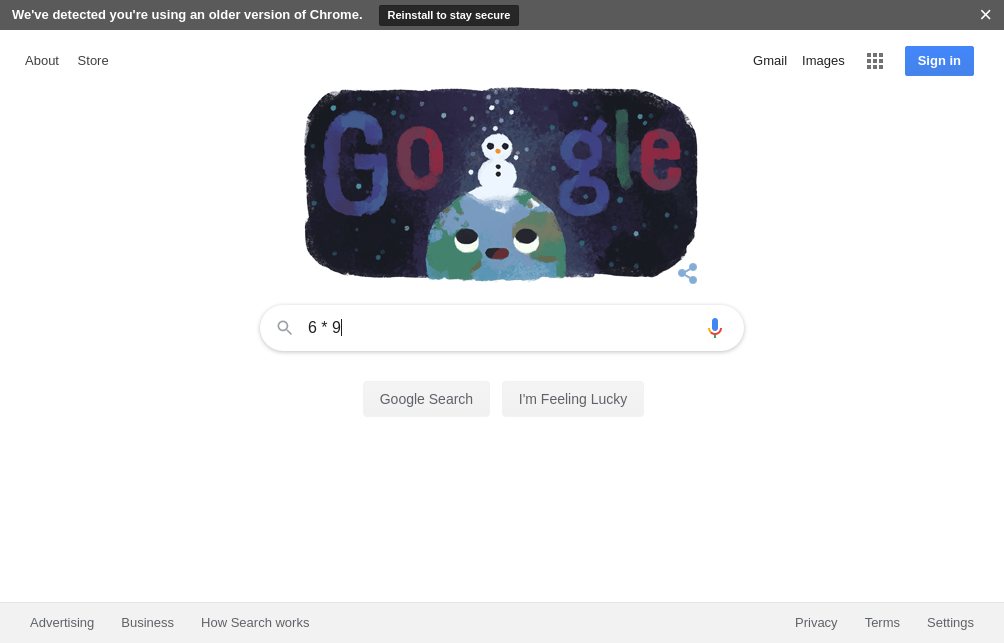 We've detected you're using an older version of Chrome. Reinstall to stay secure
About Store Gmail Images Sign in
Google
6 * 9
Google Search I'm Feeling Lucky
Advertising Business How Search works Privacy Terms Settings